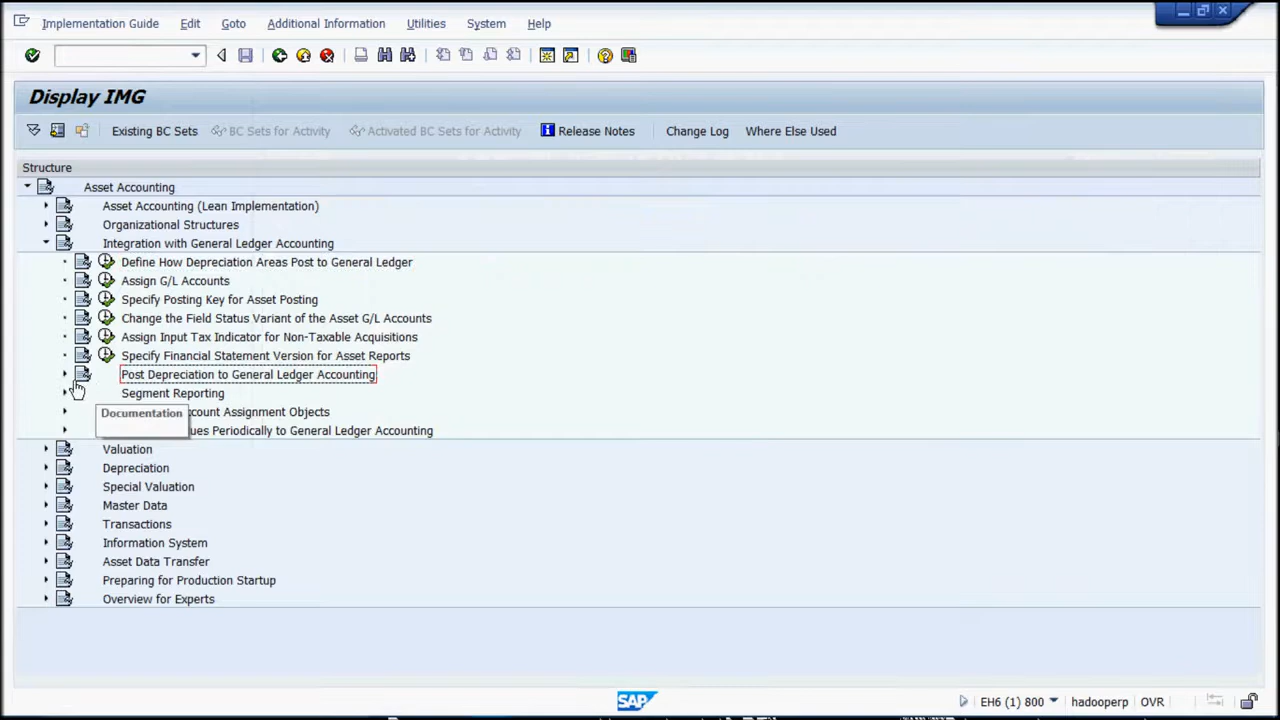 Implementation Guide Edit Goto Additional Information Utilities System Help
Display IMG
Existing BC Sets BC Sets for Activity Activated BC Sets for Activity Release Notes Change Log Where Else Used
Structure
Asset Accounting
Asset Accounting (Lean Implementation)
Organizational Structures
Integration with General Ledger Accounting
Define How Depreciation Areas Post to General Ledger
Assign G/L Accounts
Specify Posting Key for Asset Posting
Change the Field Status Variant of the Asset G/L Accounts
Assign Input Tax Indicator for Non-Taxable Acquisitions
Specify Financial Statement Version for Asset Reports
Post Depreciation to General Ledger Accounting
Segment Reporting
Documentation
count Assignment Objects
ues Periodically to General Ledger Accounting
Valuation
Depreciation
Special Valuation
Master Data
Transactions
Information System
Asset Data Transfer
Preparing for Production Startup
Overview for Experts
SAP EH6 (1) 800 hadooperp OVR